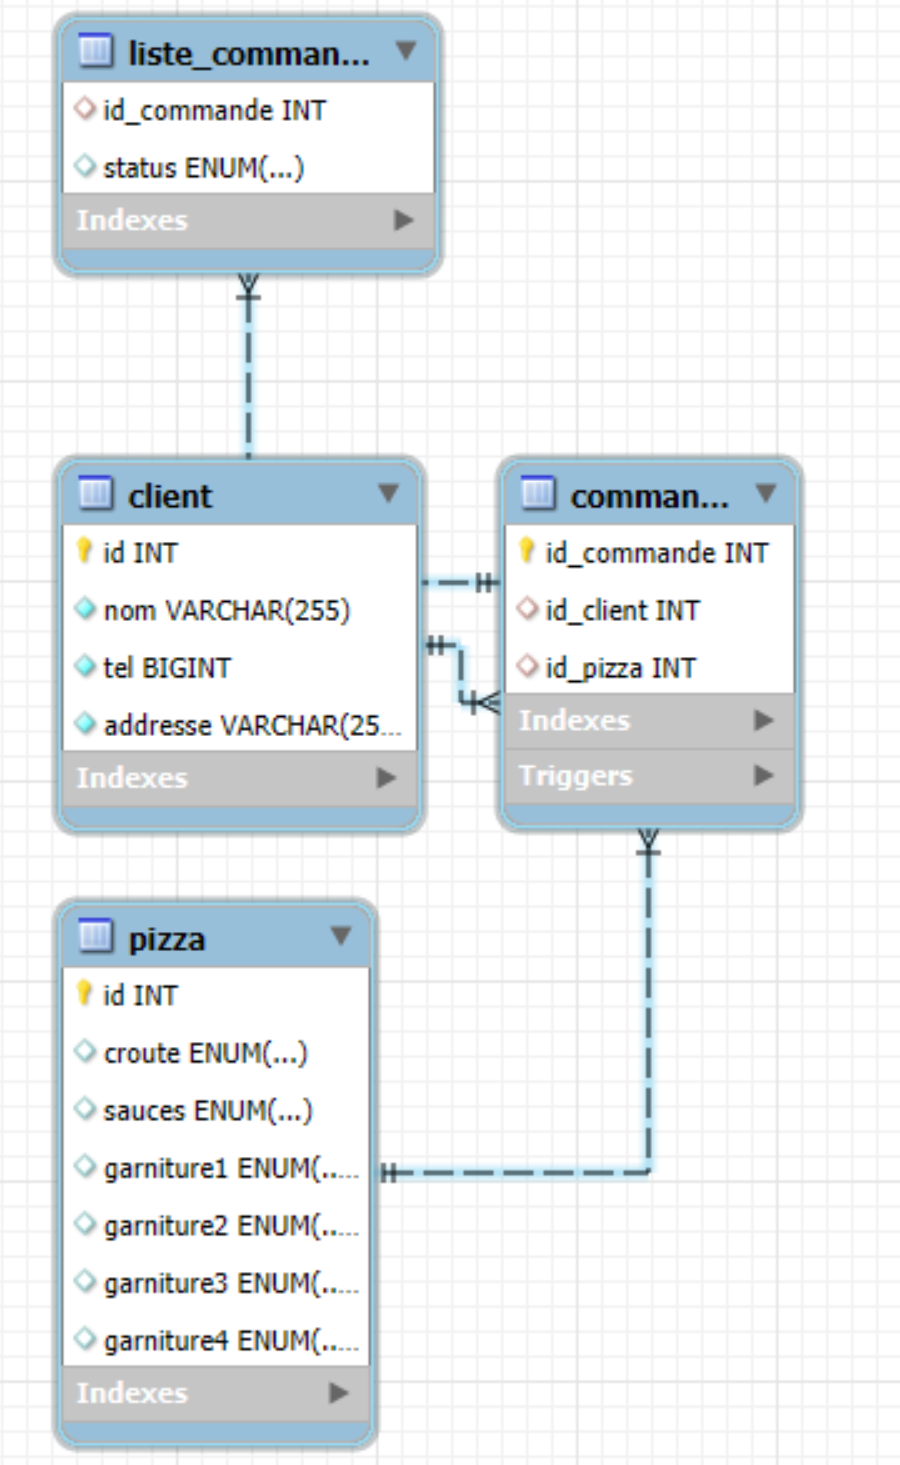 liste_comman...
id_commande INT
status ENUM(...)
Indexes
client
id INT
nom VARCHAR(255)
tel BIGINT
addresse VARCHAR(25...
Indexes
comman...
id_commande INT
id_client INT
id_pizza INT
Indexes
Triggers
pizza
id INT
croute ENUM(...)
sauces ENUM(...)
garniture1 ENUM(.....
garniture2 ENUM(.....
garniture3 ENUM(.....
garniture4 ENUM(.....
Indexes